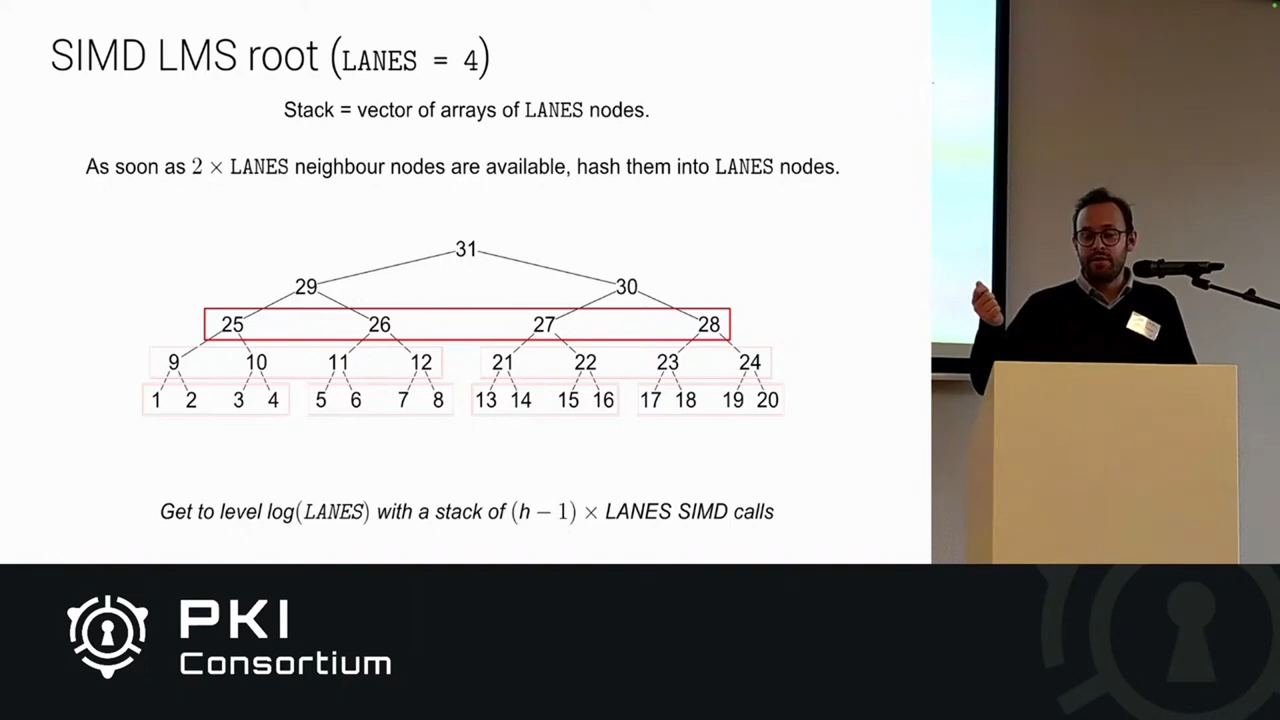 SIMD LMS root (LANES = 4)
Stack = vector of arrays of LANES nodes.
As soon as 2 × LANES neighbour nodes are available, hash them into LANES nodes.
31
29 30
25 26 27 28
9 10 11 12 21 22 23 24
1 2 3 4 5 6 7 8 13 14 15 16 17 18 19 20
Get to level log(LANES) with a stack of (h − 1) × LANES SIMD calls
PKI
Consortium